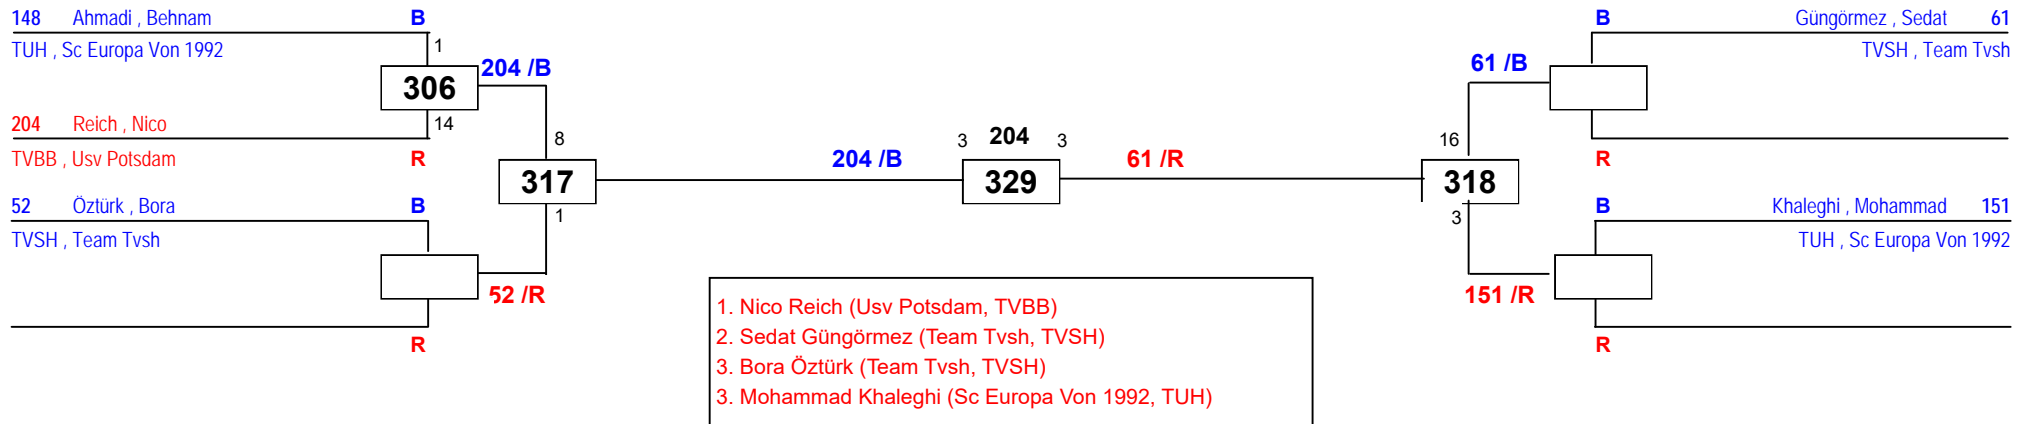 148 Ahmadi , Behnam B
TUH , Sc Europa Von 1992
1
306
204 /B
14
204 Reich , Nico
TVBB , Usv Potsdam R
8
317
1
52 Öztürk , Bora B
TVSH , Team Tvsh
52 /R
R
204 /B
3 204 3
329
61 /R
B Güngörmez , Sedat 61
TVSH , Team Tvsh
61 /B
R
16
318
3
B Khaleghi , Mohammad 151
TUH , Sc Europa Von 1992
151 /R
R
1. Nico Reich (Usv Potsdam, TVBB)
2. Sedat Güngörmez (Team Tvsh, TVSH)
3. Bora Öztürk (Team Tvsh, TVSH)
3. Mohammad Khaleghi (Sc Europa Von 1992, TUH)